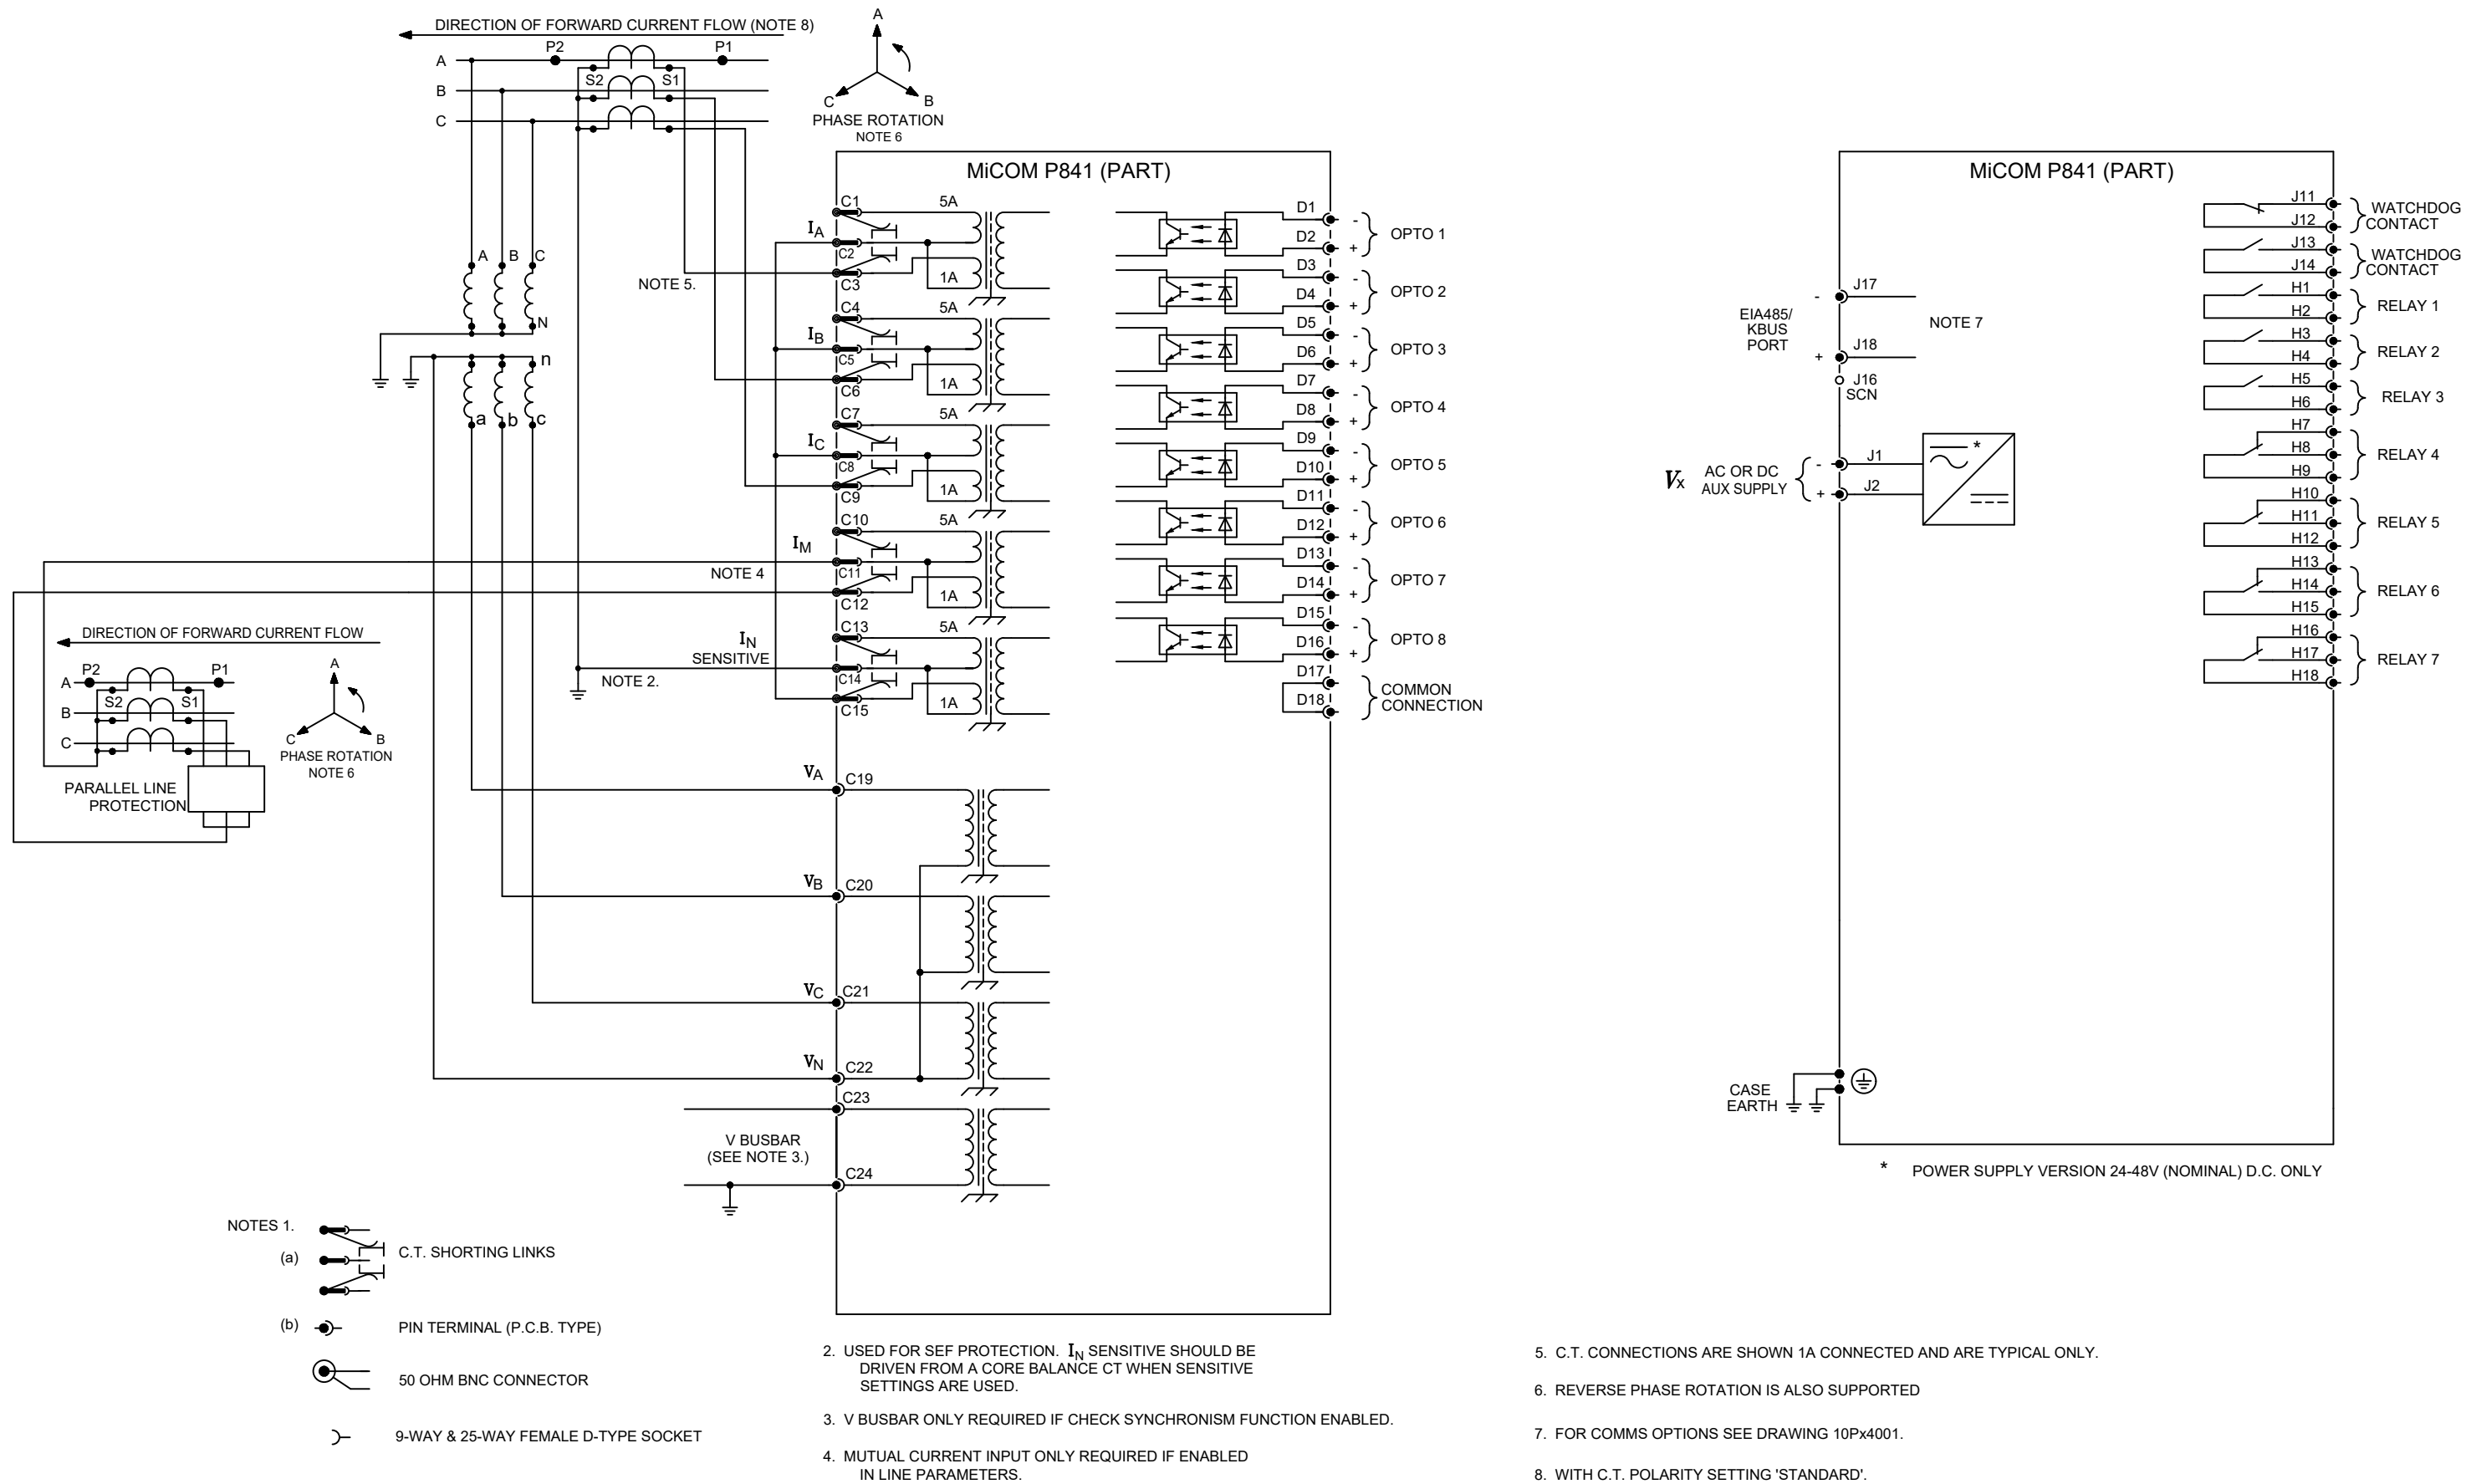 DIRECTION OF FORWARD CURRENT FLOW (NOTE 8)
A
P2
P1
S2
S1
B
C
A
C
B
PHASE ROTATION
NOTE 6
A
B
C
N
n
a
b
c
MiCOM P841 (PART)
NOTE 5.
C1
5A
IA
C2
1A
C3
C4
5A
IB
C5
1A
C6
C7
5A
IC
C8
1A
C9
C10
5A
IM
NOTE 4
C11
1A
C12
C13
5A
IN
SENSITIVE
NOTE 2.
C14
1A
C15
VA
C19
VB
C20
VC
C21
VN
C22
C23
V BUSBAR
(SEE NOTE 3.)
C24
D1
-
D2
+
OPTO 1
D3
-
D4
+
OPTO 2
D5
-
D6
+
OPTO 3
D7
-
D8
+
OPTO 4
D9
-
D10
+
OPTO 5
D11
-
D12
+
OPTO 6
D13
-
D14
+
OPTO 7
D15
-
D16
+
OPTO 8
D17
D18
COMMON
CONNECTION
DIRECTION OF FORWARD CURRENT FLOW
A
P2
P1
S2
S1
B
C
A
C
B
PHASE ROTATION
NOTE 6
PARALLEL LINE
PROTECTION
MiCOM P841 (PART)
-
J17
EIA485/
KBUS
PORT
NOTE 7
+
J18
J16
SCN
Vx
AC OR DC
AUX SUPPLY
-
J1
+
J2
*
CASE
EARTH
J11
J12
WATCHDOG
CONTACT
J13
J14
WATCHDOG
CONTACT
H1
H2
RELAY 1
H3
H4
RELAY 2
H5
H6
RELAY 3
H7
H8
H9
RELAY 4
H10
H11
H12
RELAY 5
H13
H14
H15
RELAY 6
H16
H17
H18
RELAY 7
* POWER SUPPLY VERSION 24-48V (NOMINAL) D.C. ONLY
NOTES 1.
(a)
C.T. SHORTING LINKS
(b)
PIN TERMINAL (P.C.B. TYPE)
50 OHM BNC CONNECTOR
9-WAY & 25-WAY FEMALE D-TYPE SOCKET
2. USED FOR SEF PROTECTION. IN SENSITIVE SHOULD BE
DRIVEN FROM A CORE BALANCE CT WHEN SENSITIVE
SETTINGS ARE USED.
3. V BUSBAR ONLY REQUIRED IF CHECK SYNCHRONISM FUNCTION ENABLED.
4. MUTUAL CURRENT INPUT ONLY REQUIRED IF ENABLED
IN LINE PARAMETERS.
5. C.T. CONNECTIONS ARE SHOWN 1A CONNECTED AND ARE TYPICAL ONLY.
6. REVERSE PHASE ROTATION IS ALSO SUPPORTED
7. FOR COMMS OPTIONS SEE DRAWING 10Px4001.
8. WITH C.T. POLARITY SETTING 'STANDARD'.